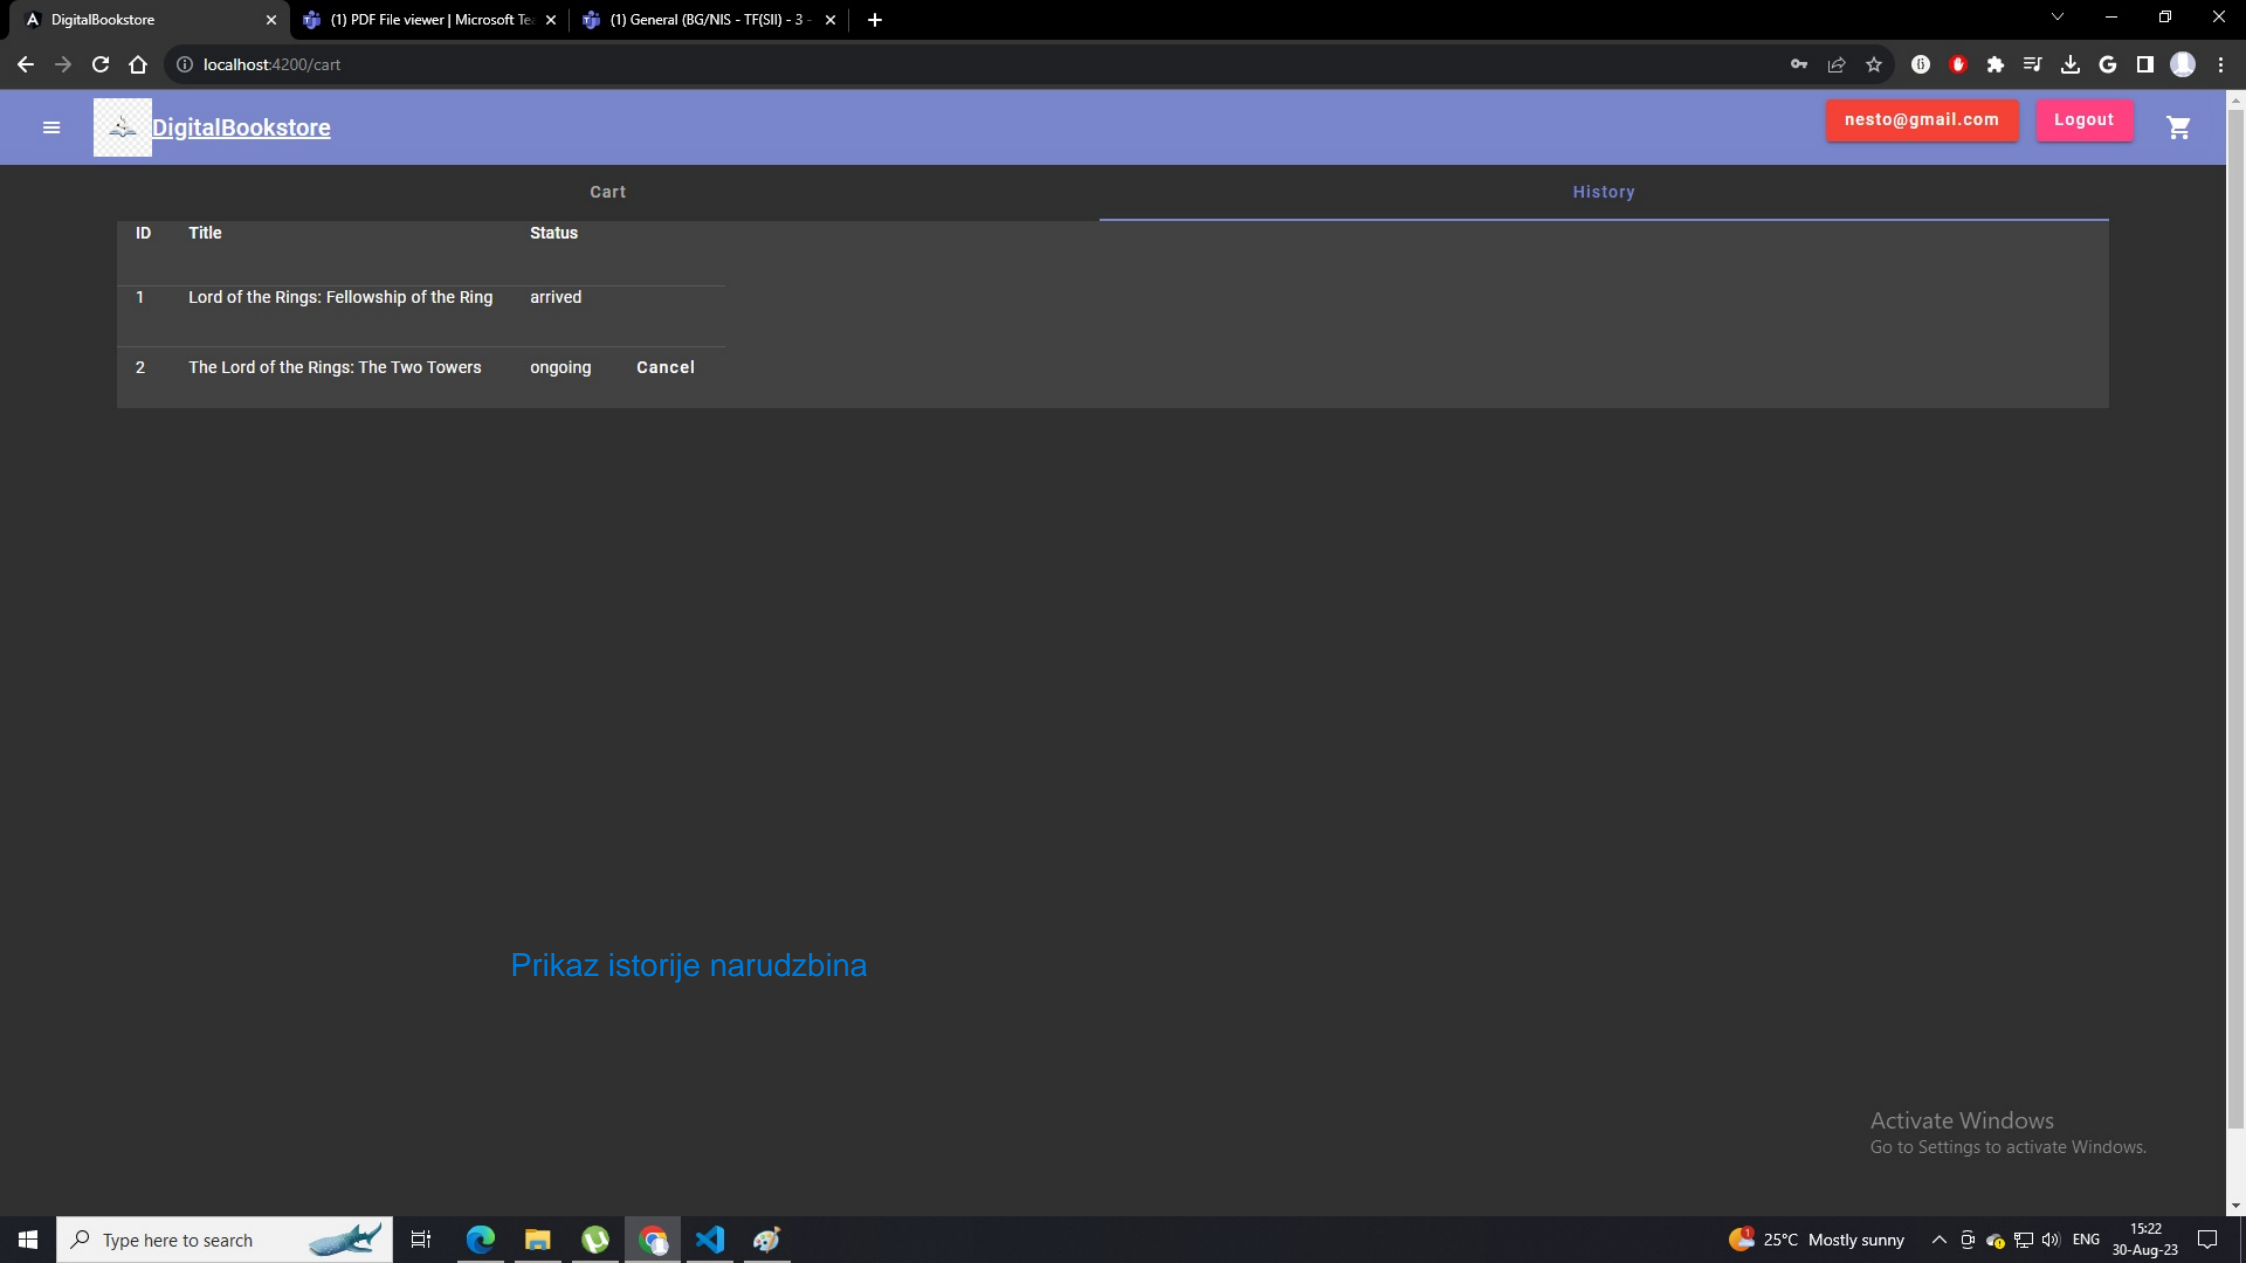 DigitalBookstore
(1) PDF File viewer | Microsoft Te
(1) General (BG/NIS - TF(SII) - 3 -
localhost:4200/cart
DigitalBookstore
nesto@gmail.com
Logout
Cart
History
ID Title Status
1 Lord of the Rings: Fellowship of the Ring arrived
2 The Lord of the Rings: The Two Towers ongoing Cancel
Prikaz istorije narudzbina
Activate Windows
Go to Settings to activate Windows.
Type here to search
1
25°C Mostly sunny
ENG
15:22
30-Aug-23